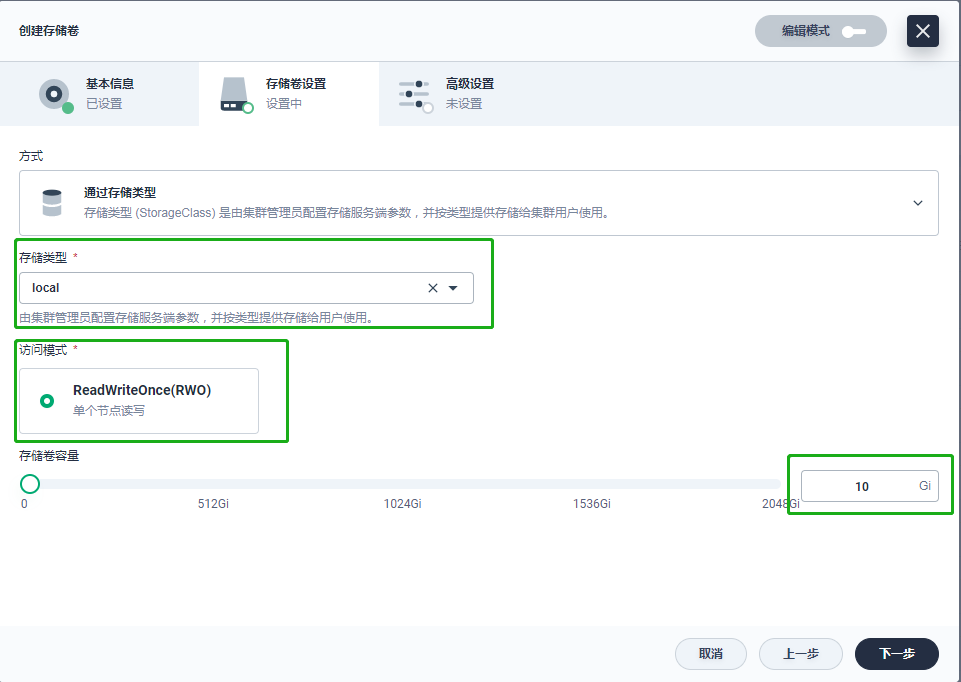 创建存储卷
编辑模式
基本信息
已设置
存储卷设置
设置中
高级设置
未设置
方式
通过存储类型
存储类型 (StorageClass) 是由集群管理员配置存储服务端参数，并按类型提供存储给集群用户使用。
存储类型 *
local
由集群管理员配置存储服务端参数，并按类型提供存储给用户使用。
访问模式 *
ReadWriteOnce(RWO)
单个节点读写
存储卷容量
10 Gi
0 512Gi 1024Gi 1536Gi 2048Gi
取消 上一步 下一步